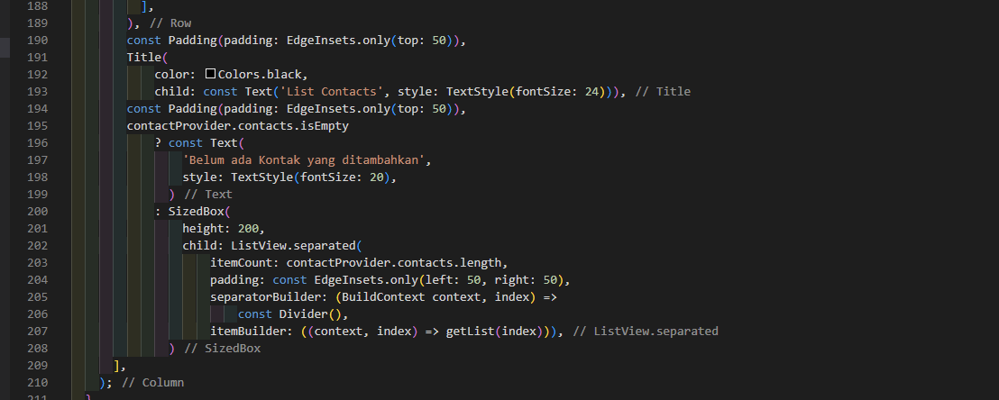 188 ],
189 ), // Row
190 const Padding(padding: EdgeInsets.only(top: 50)),
191 Title(
192 color: Colors.black,
193 child: const Text('List Contacts', style: TextStyle(fontSize: 24))), // Title
194 const Padding(padding: EdgeInsets.only(top: 50)),
195 contactProvider.contacts.isEmpty
196 ? const Text(
197 'Belum ada Kontak yang ditambahkan',
198 style: TextStyle(fontSize: 20),
199 ) // Text
200 : SizedBox(
201 height: 200,
202 child: ListView.separated(
203 itemCount: contactProvider.contacts.length,
204 padding: const EdgeInsets.only(left: 50, right: 50),
205 separatorBuilder: (BuildContext context, index) =>
206 const Divider(),
207 itemBuilder: ((context, index) => getList(index))), // ListView.separated
208 ) // SizedBox
209 ],
210 ); // Column
211 }